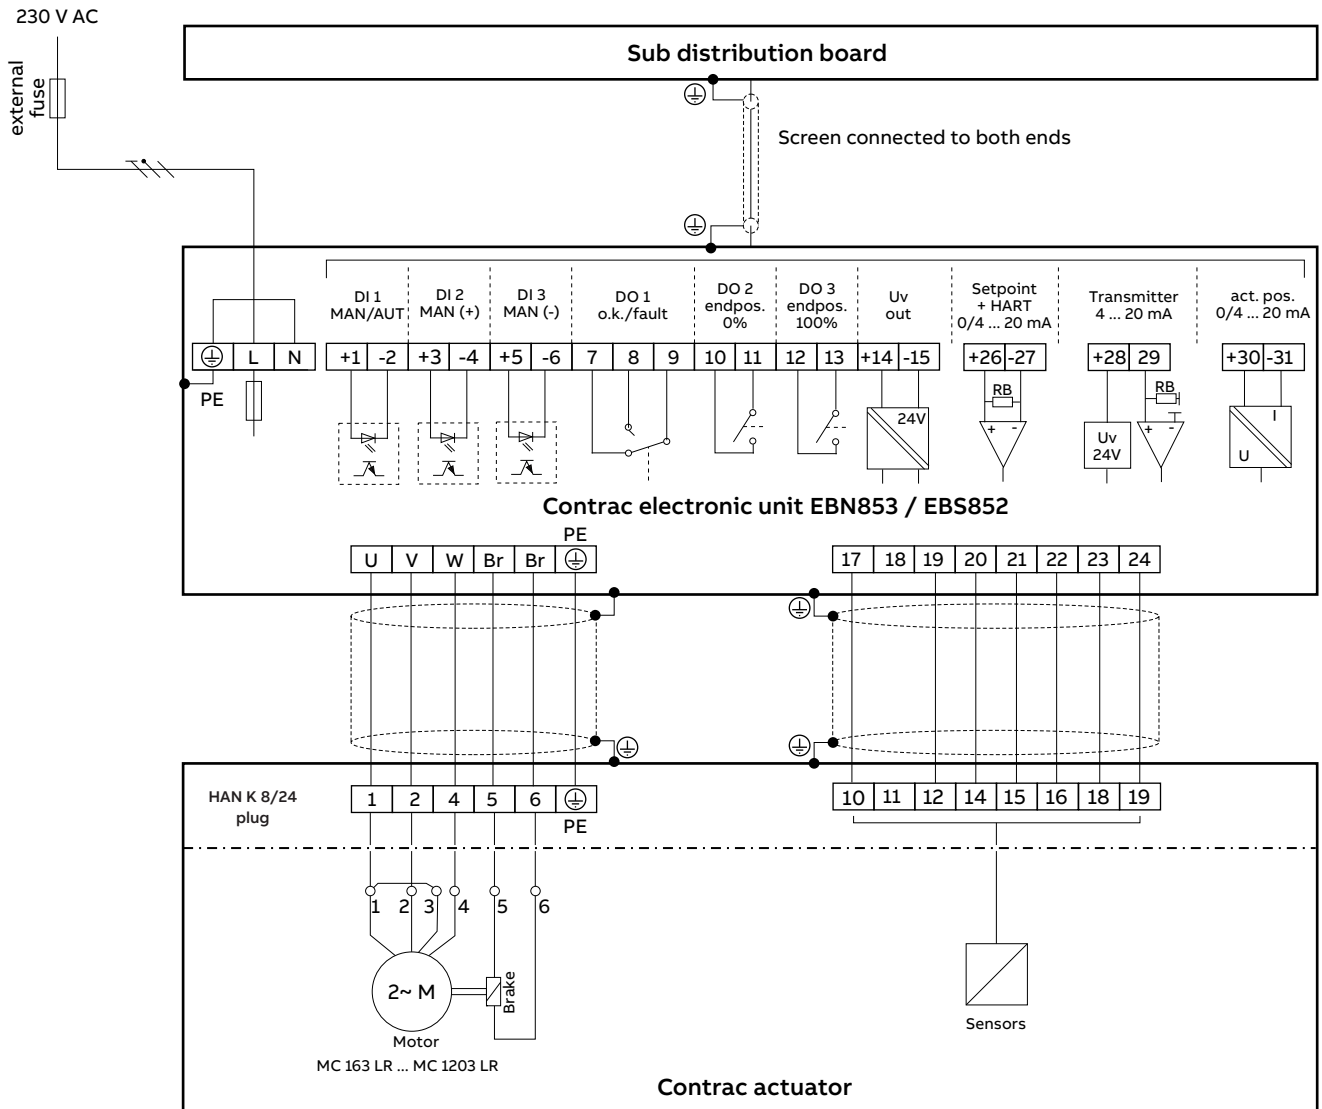 230 V AC
external
fuse
Sub distribution board
Screen connected to both ends
DI 1
MAN/AUT
DI 2
MAN (+)
DI 3
MAN (-)
DO 1
o.k./fault
DO 2
endpos.
0%
DO 3
endpos.
100%
Uv
out
Setpoint
+ HART
0/4 ... 20 mA
Transmitter
4 ... 20 mA
act. pos.
0/4 ... 20 mA
L N +1 -2 +3 -4 +5 -6 7 8 9 10 11 12 13 +14 -15 +26 -27 +28 29 +30 -31
PE
RB
RB
24V
+ -
Uv
24V
+ -
I
U
Contrac electronic unit EBN853 / EBS852
PE
U V W Br Br
17 18 19 20 21 22 23 24
HAN K 8/24
plug
1 2 4 5 6
PE
10 11 12 14 15 16 18 19
1 2 3 4 5 6
2~ M
Brake
Motor
MC 163 LR ... MC 1203 LR
Sensors
Contrac actuator